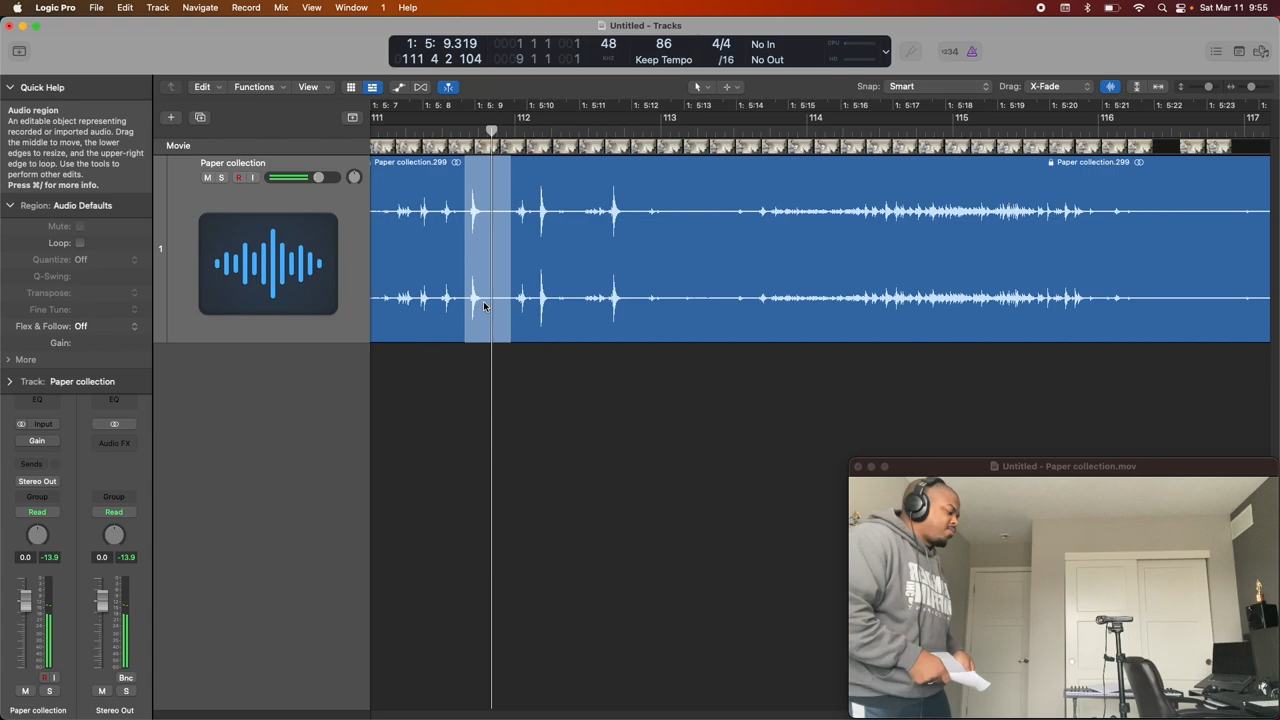 Logic Pro File Edit Track Navigate Record Mix View Window 1 Help Sat Mar 11 9:55
Untitled - Tracks
1: 5: 9.319 0001 1 1 001 48 86 4/4 No In CPU
0111 4 2 104 0009 1 1 001 KHZ Keep Tempo /16 No Out HD
1234
Quick Help Edit Functions View Snap: Smart Drag: X-Fade
1: 5: 7 1: 5: 8 1: 5: 9 1: 5:10 1: 5:11 1: 5:12 1: 5:13 1: 5:14 1: 5:15 1: 5:16 1: 5:17 1: 5:18 1: 5:19 1: 5:20 1: 5:21 1: 5:22 1: 5:23 1:
111 112 113 114 115 116 117
Audio region
An editable object representing
recorded or imported audio. Drag
the middle to move, the lower
edges to resize, and the upper-right
edge to loop. Use the tools to
perform other edits.
Press ⌘/ for more info.
Movie
Paper collection
M S R I
1
Paper collection.299 Paper collection.299
Region: Audio Defaults
Mute:
Loop:
Quantize: Off
Q-Swing:
Transpose:
Fine Tune:
Flex & Follow: Off
Gain:
More
Track: Paper collection
EQ EQ
Input
Gain Audio FX
Sends
Stereo Out
Group Group
Read Read
0.0 -13.9 0.0 -13.9
R I Bnc
M S M S
Paper collection Stereo Out
Untitled - Paper collection.mov